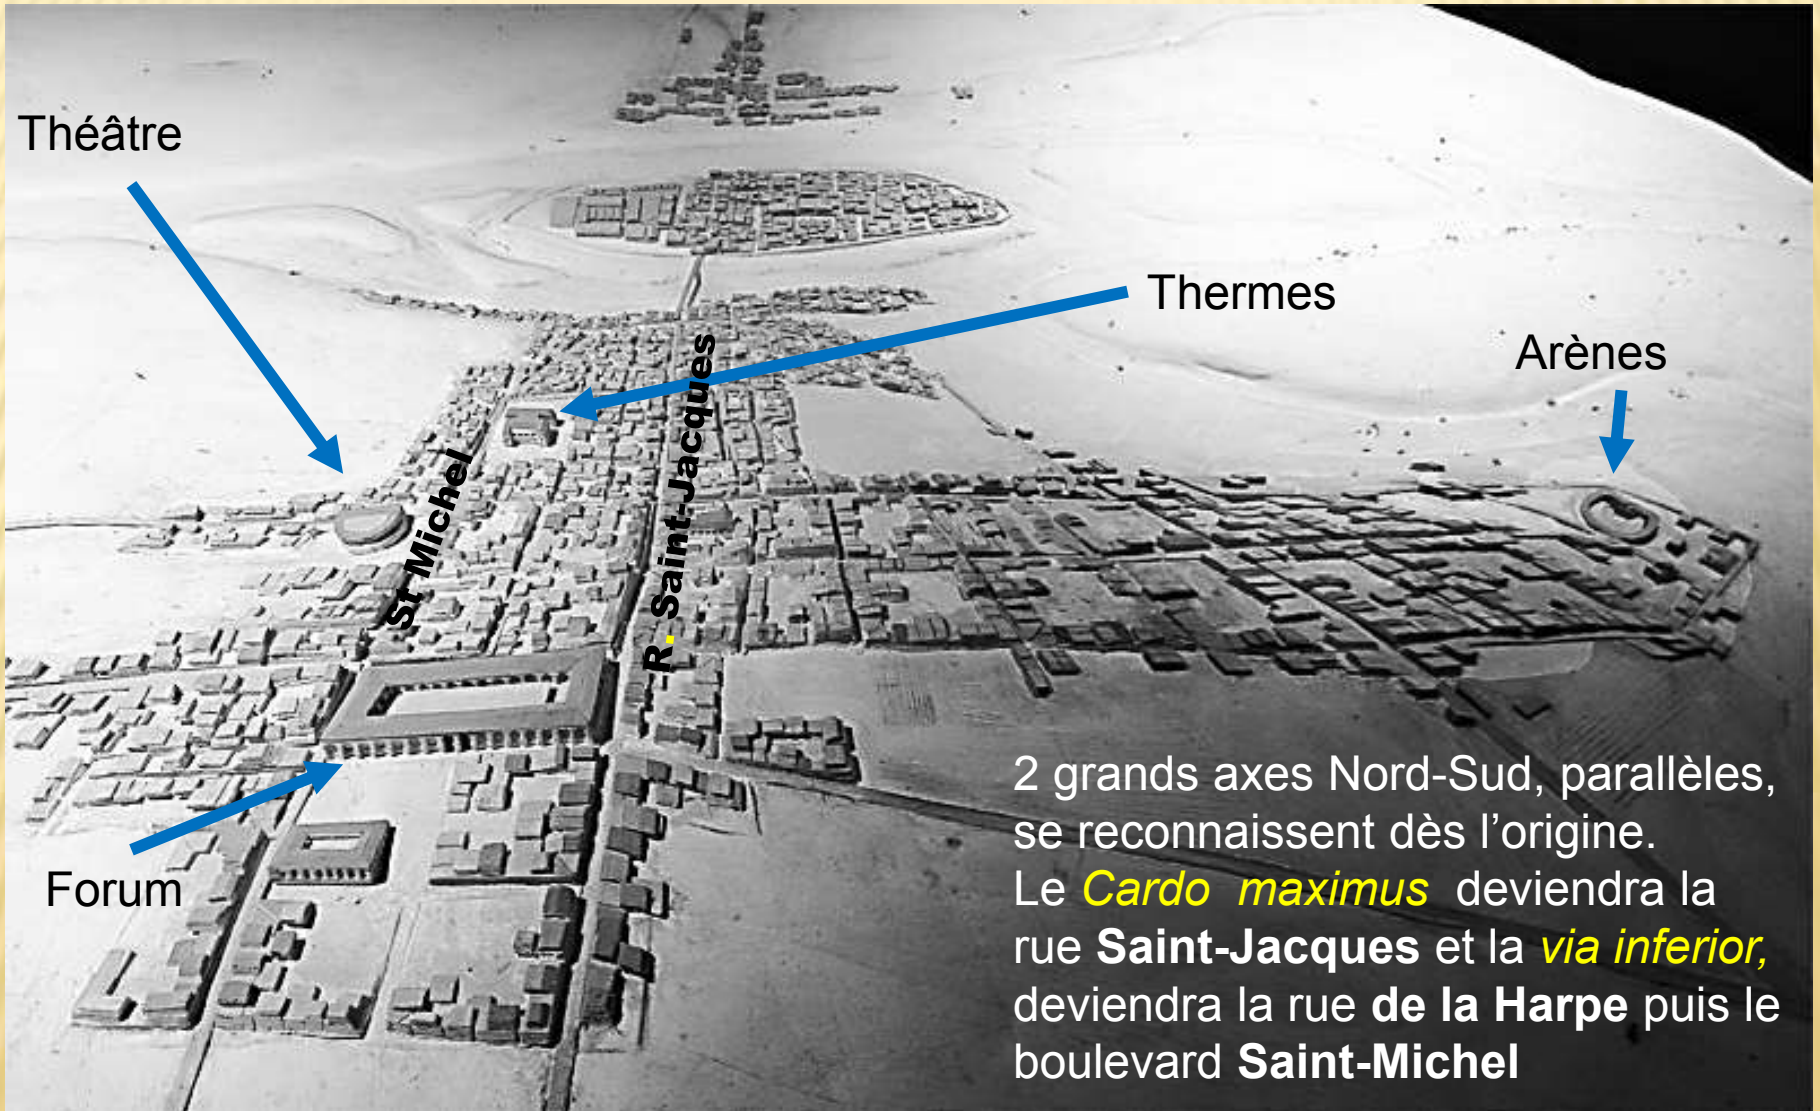 Théâtre
Thermes
Arènes
St Michel
R. Saint-Jacques
Forum
2 grands axes Nord-Sud, parallèles,
se reconnaissent dès l’origine.
Le Cardo maximus deviendra la
rue Saint-Jacques et la via inferior,
deviendra la rue de la Harpe puis le
boulevard Saint-Michel